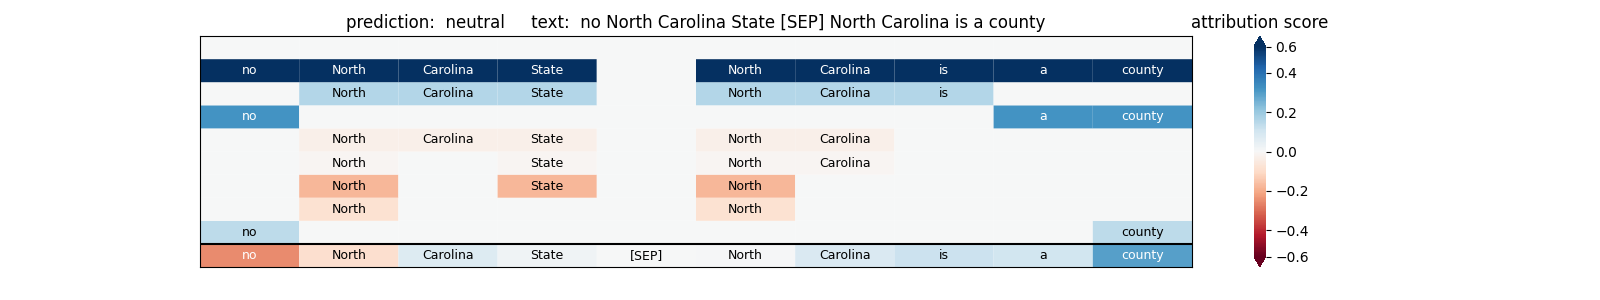 prediction:  neutral     text:  no North Carolina State [SEP] North Carolina is a county
attribution score
no North Carolina State North Carolina is a county
North Carolina State North Carolina is
no a county
North Carolina State North Carolina
North State North Carolina
North State North
North North
no county
no North Carolina State [SEP] North Carolina is a county
0.6
0.4
0.2
0.0
−0.2
−0.4
−0.6